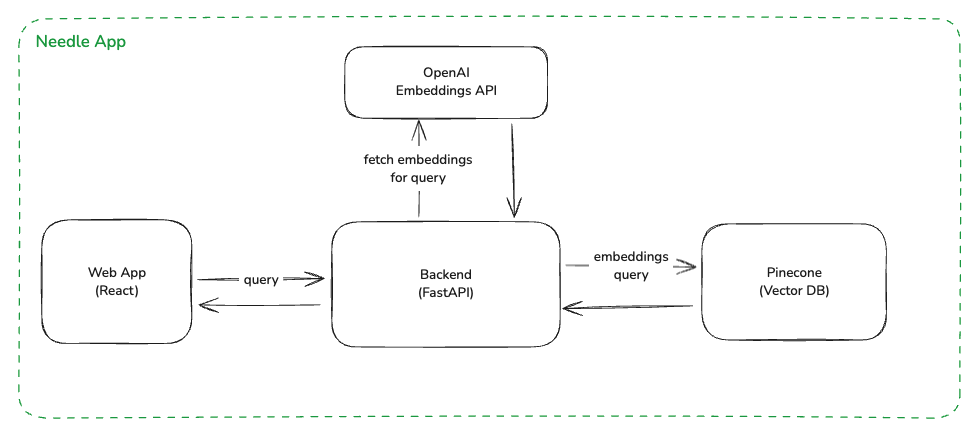 Needle App
OpenAI
Embeddings API
fetch embeddings
for query
Web App
(React)
query
Backend
(FastAPI)
embeddings
query
Pinecone
(Vector DB)